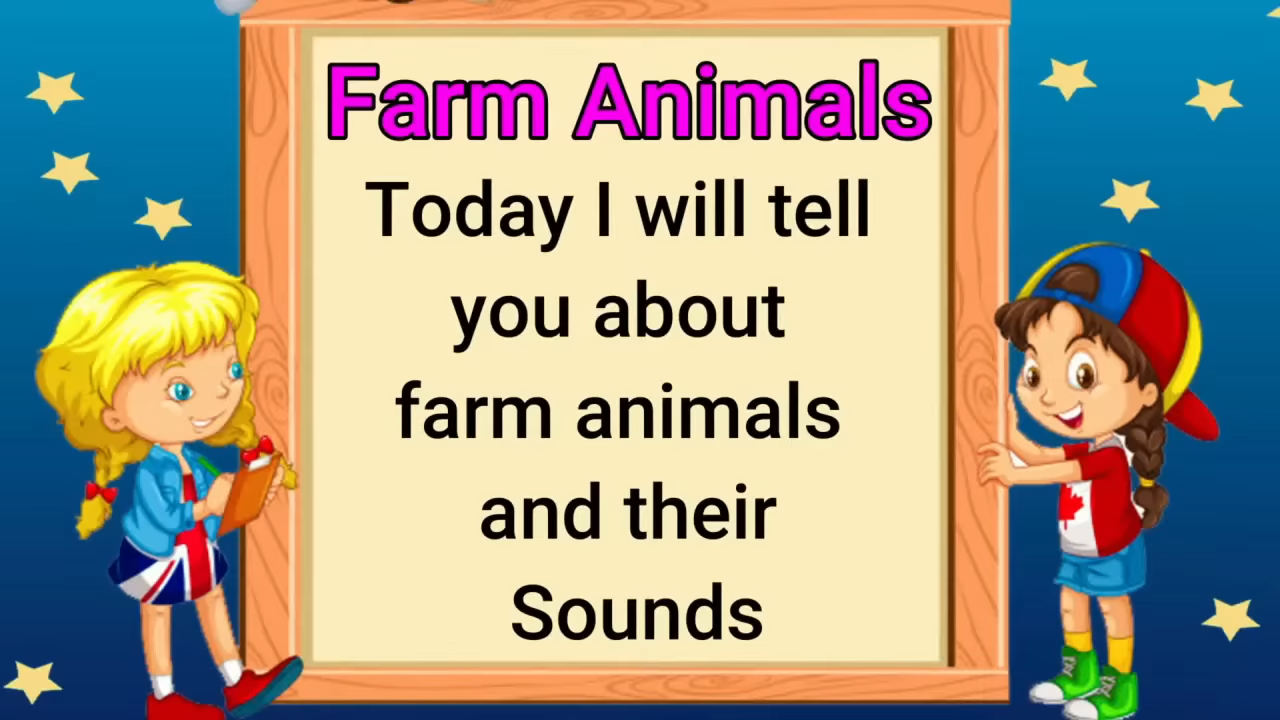 Farm Animals
Today I will tell
you about
farm animals
and their
Sounds